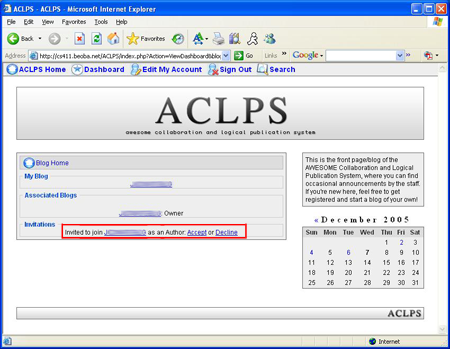 ACLPS - ACLPS - Microsoft Internet Explorer
File Edit View Favorites Tools Help
Back Search Favorites
Address http://cs411.beoba.net/ACLPS/index.php?Action=ViewDashboard&blog Go Links Google
ACLPS Home Dashboard Edit My Account Sign Out Search
ACLPS
awesome collaboration and logical publication system
Blog Home
My Blog
Associated Blogs
Owner
Invitations
Invited to join as an Author: Accept or Decline
This is the front page/blog of the
AWESOME Collaboration and Logical
Publication System, where you can find
occasional announcements by the staff.
If you're new here, feel free to get
registered and start a blog of your own!
« December 2005
Sun Mon Tue Wed Thu Fri Sat
1 2 3
4 5 6 7 8 9 10
11 12 13 14 15 16 17
18 19 20 21 22 23 24
25 26 27 28 29 30 31
ACLPS
Internet